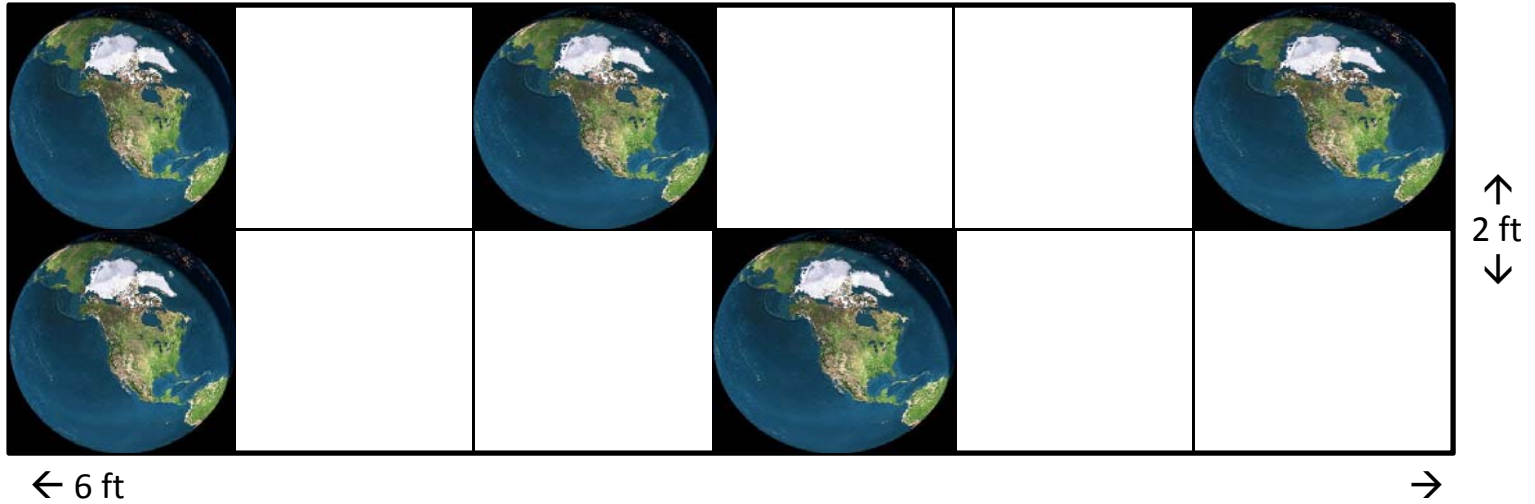 ↑
2 ft
↓
← 6 ft →